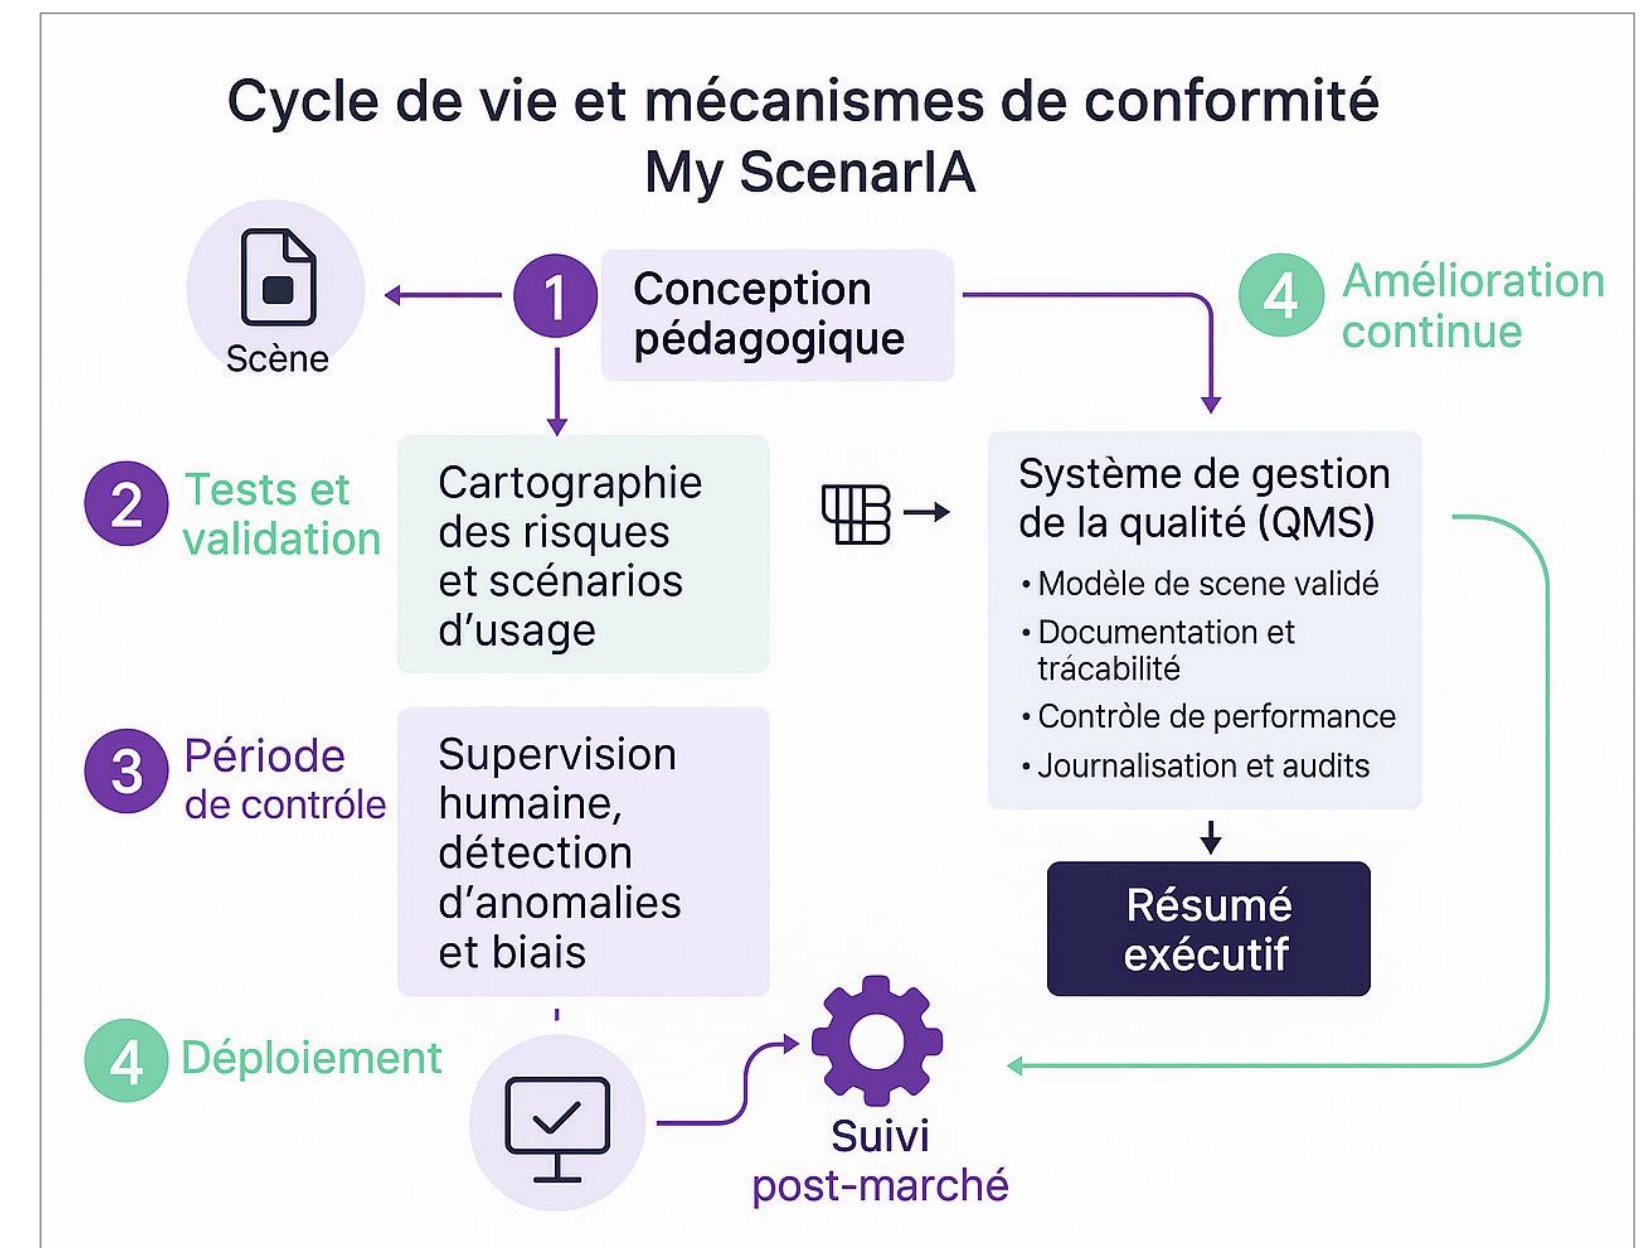 Cycle de vie et mécanismes de conformité
My ScenarIA
Scène
1
Conception
pédagogique
4
Amélioration
continue
2
Tests et
validation
Cartographie
des risques
et scénarios
d'usage
Système de gestion
de la qualité (QMS)
• Modèle de scene validé
• Documentation et
trácabilité
• Contròle de performance
• Journalisation et audits
3
Période
de contróle
Supervision
humaine,
détection
d'anomalies
et biais
Résumé
exécutif
4
Déploiement
Suivi
post-marché